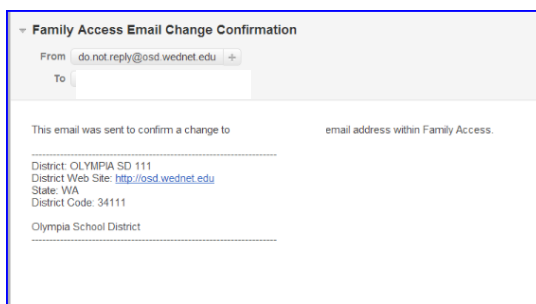 Family Access Email Change Confirmation
From do.not.reply@osd.wednet.edu +
To
This email was sent to confirm a change to email address within Family Access.
--------------------------------------------------------------------------------
District: OLYMPIA SD 111
District Web Site: http://osd.wednet.edu
State: WA
District Code: 34111
Olympia School District
--------------------------------------------------------------------------------